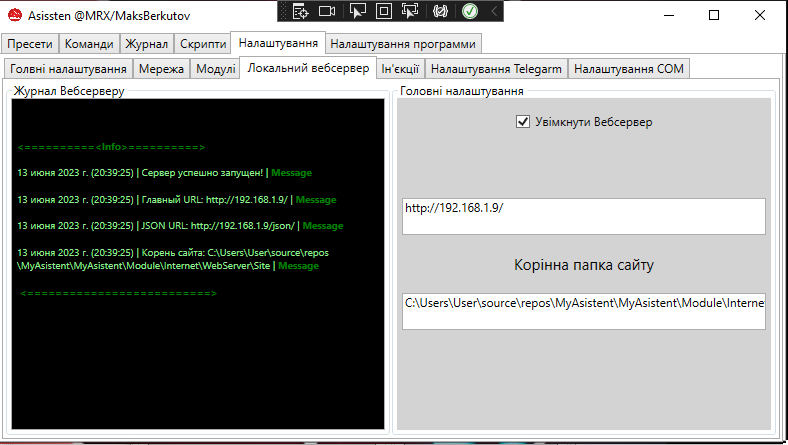 Asissten @MRX/MaksBerkutov
Пресети Команди Журнал Скрипти Налаштування Налаштування программи
Голвні налаштування Мережа Модулі Локальний вебсервер Ін'єкції Налаштування Telegarm Налаштування COM
Журнал Вебсерверу
<==========<Info>==========>
13 июня 2023 г. (20:39:25) | Сервер успешно запущен! | Message
13 июня 2023 г. (20:39:25) | Главный URL: http://192.168.1.9/ | Message
13 июня 2023 г. (20:39:25) | JSON URL: http://192.168.1.9/json/ | Message
13 июня 2023 г. (20:39:25) | Корень сайта: C:\Users\User\source\repos
\MyAsistent\MyAsistent\Module\Internet\WebServer\Site | Message
<==========================>
Головні налаштування
Увімкнути Вебсервер
http://192.168.1.9/
Корінна папка сайту
C:\Users\User\source\repos\MyAsistent\MyAsistent\Module\Internet